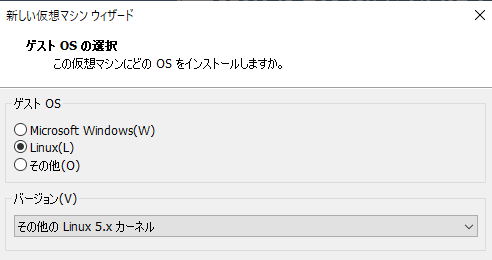 新しい仮想マシン ウィザード
ゲスト OS の選択
この仮想マシンにどの OS をインストールしますか。
ゲスト OS
Microsoft Windows(W)
Linux(L)
その他(O)
バージョン(V)
その他の Linux 5.x カーネル